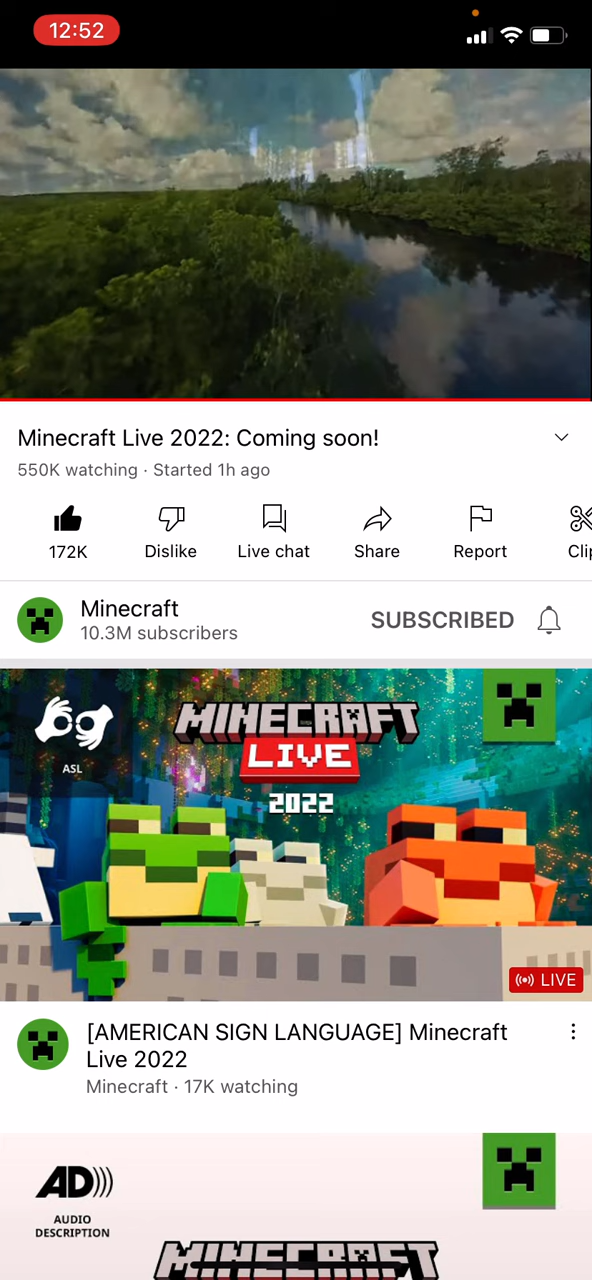 12:52
Minecraft Live 2022: Coming soon!
550K watching · Started 1h ago
172K
Dislike
Live chat
Share
Report
Clip
Minecraft
10.3M subscribers
SUBSCRIBED
ASL
MINECRAFT
LIVE
2022
LIVE
[AMERICAN SIGN LANGUAGE] Minecraft
Live 2022
Minecraft · 17K watching
AD
AUDIO
DESCRIPTION
MINECRAFT